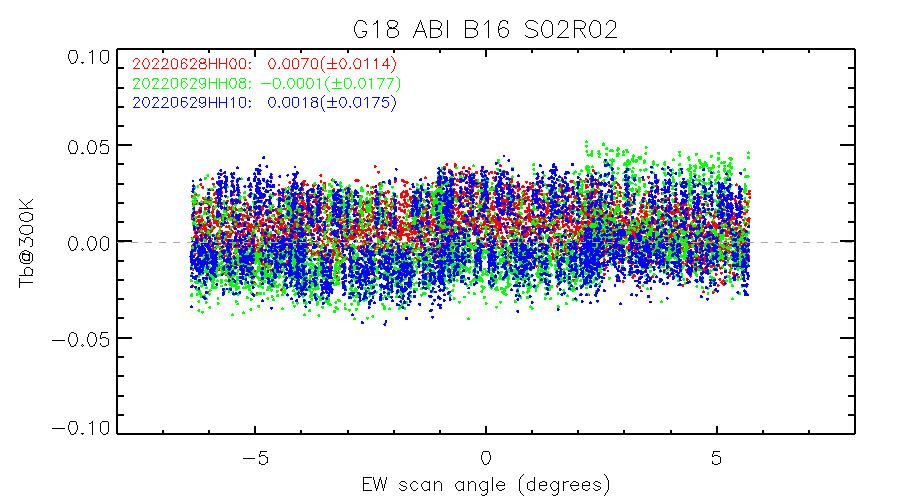 G18 ABI B16 S02R02
0.10
20220628HH00: 0.0070(±0.0114)
20220629HH08: -0.0001(±0.0177)
20220629HH10: 0.0018(±0.0175)
0.05
0.00
-0.05
-0.10
Tb@300K
-5 0 5
EW scan angle (degrees)